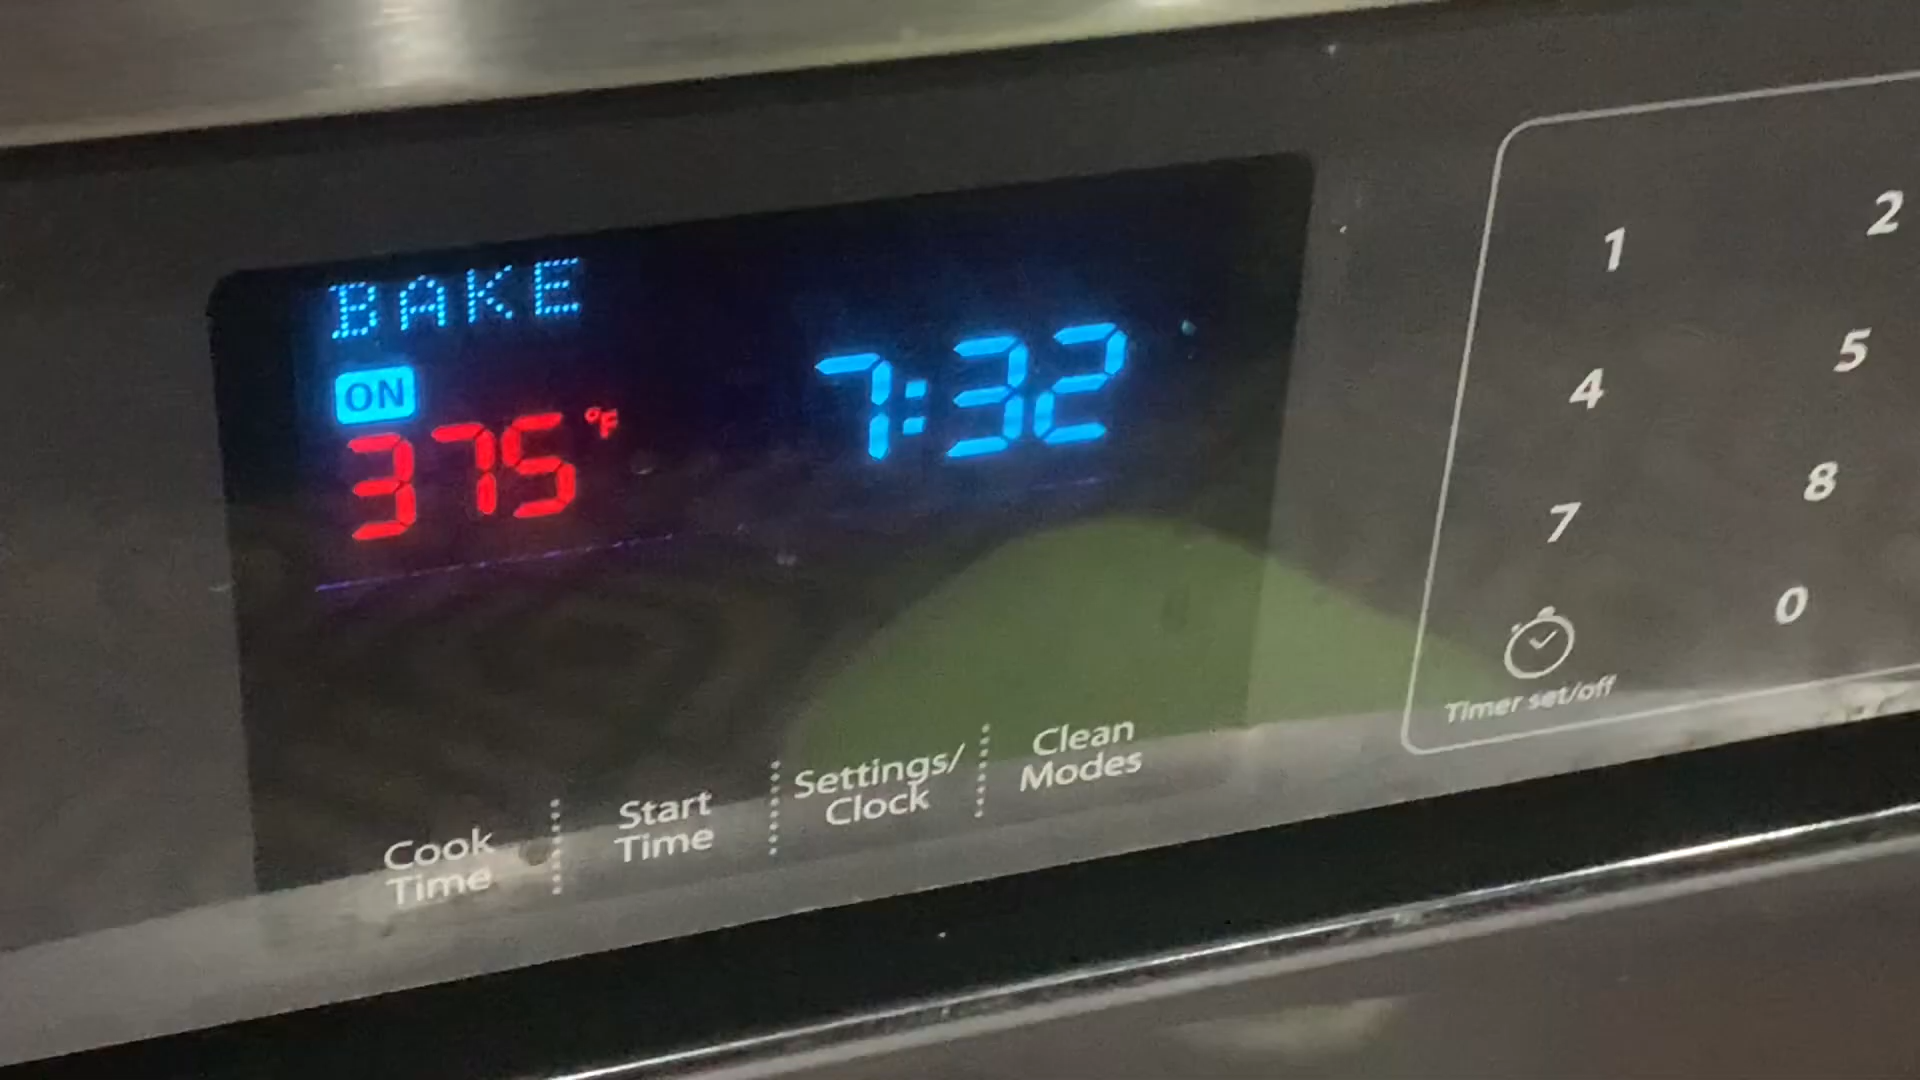 BAKE
ON
375°F
7:32
Cook
Time
Start
Time
Settings/
Clock
Clean
Modes
1 2
4 5
7 8
0
Timer set/off